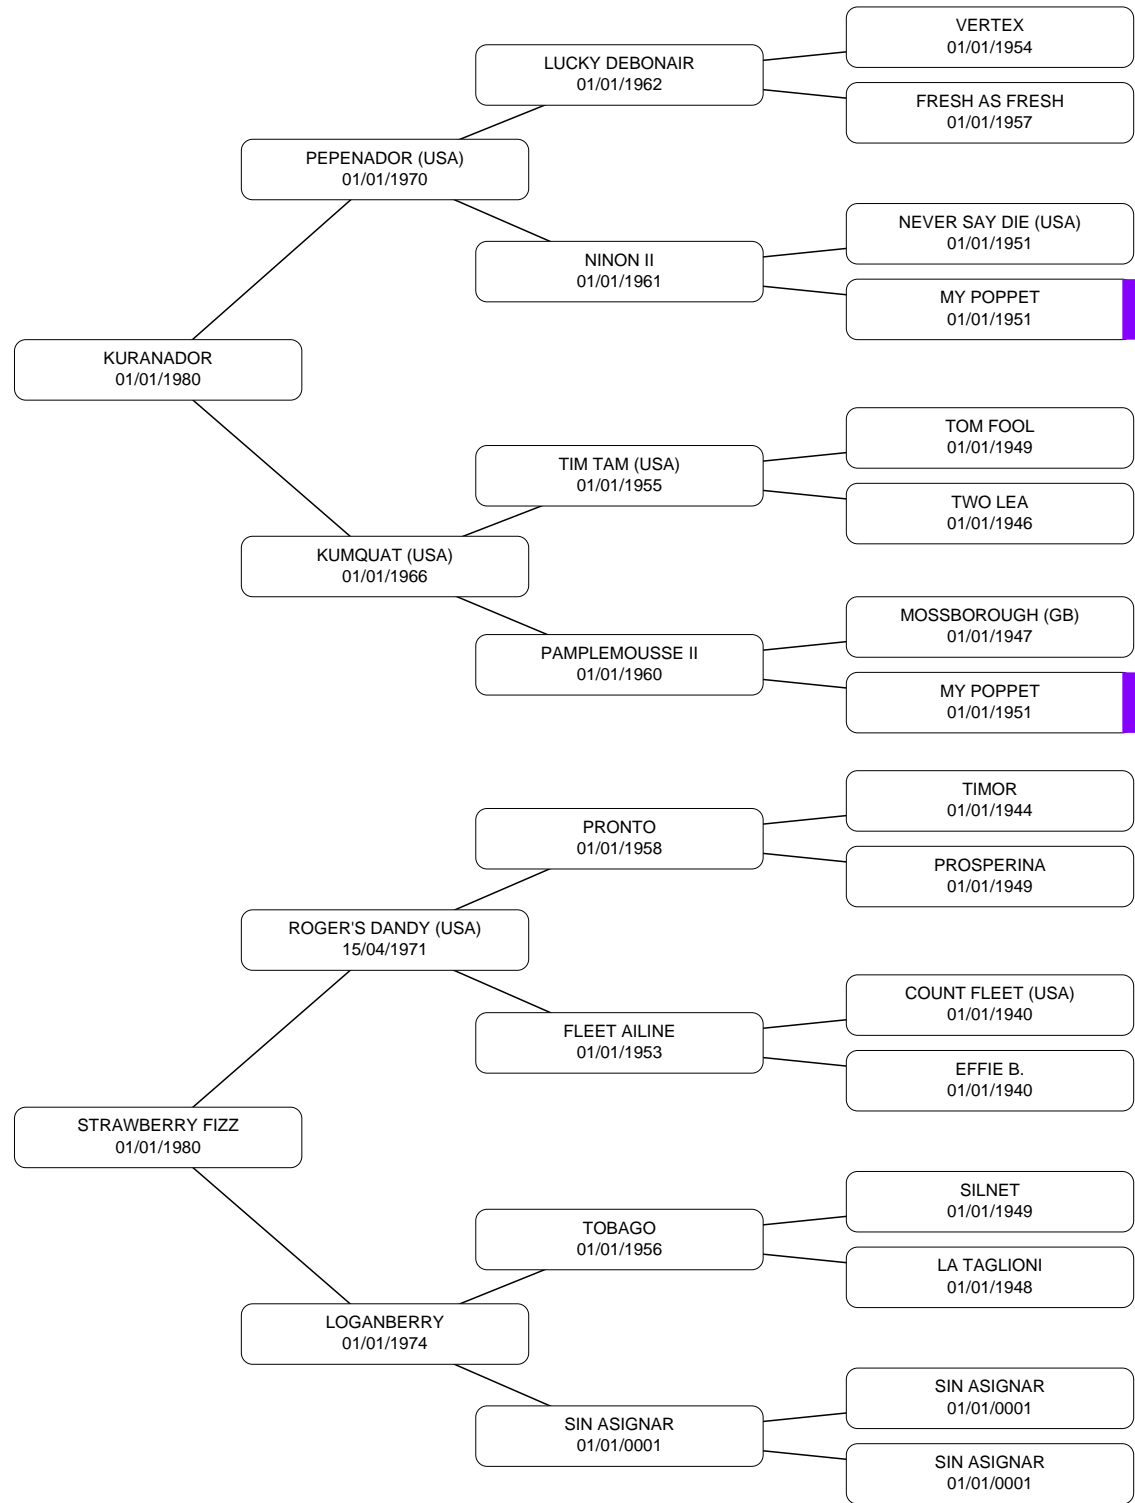 VERTEX
01/01/1954
LUCKY DEBONAIR
01/01/1962
FRESH AS FRESH
01/01/1957
PEPENADOR (USA)
01/01/1970
NEVER SAY DIE (USA)
01/01/1951
NINON II
01/01/1961
MY POPPET
01/01/1951
KURANADOR
01/01/1980
TOM FOOL
01/01/1949
TIM TAM (USA)
01/01/1955
TWO LEA
01/01/1946
KUMQUAT (USA)
01/01/1966
MOSSBOROUGH (GB)
01/01/1947
PAMPLEMOUSSE II
01/01/1960
MY POPPET
01/01/1951
TIMOR
01/01/1944
PRONTO
01/01/1958
PROSPERINA
01/01/1949
ROGER'S DANDY (USA)
15/04/1971
COUNT FLEET (USA)
01/01/1940
FLEET AILINE
01/01/1953
EFFIE B.
01/01/1940
STRAWBERRY FIZZ
01/01/1980
SILNET
01/01/1949
TOBAGO
01/01/1956
LA TAGLIONI
01/01/1948
LOGANBERRY
01/01/1974
SIN ASIGNAR
01/01/0001
SIN ASIGNAR
01/01/0001
SIN ASIGNAR
01/01/0001